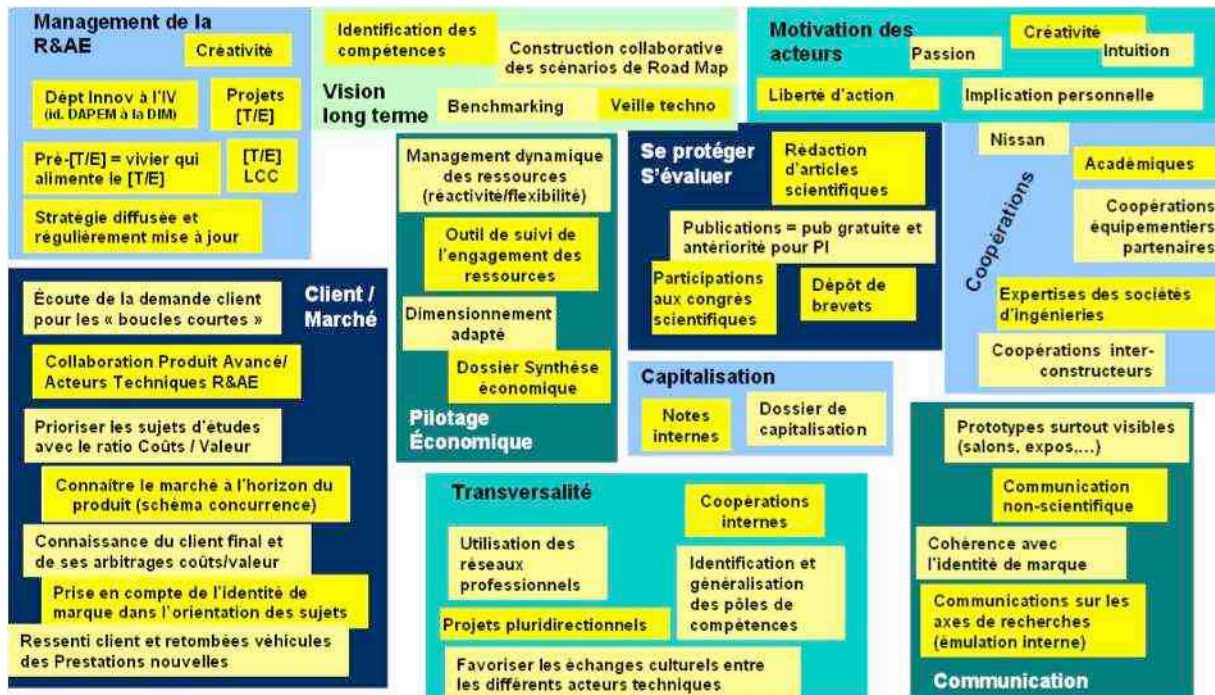 Management de la
R&AE
Créativité
Dépt Innov à l'IV
(id. DAPEM à la DIM)
Projets
[T/E]
Pré-[T/E] = vivier qui
alimente le [T/E]
[T/E]
LCC
Stratégie diffusée et
régulièrement mise à jour
Identification des
compétences
Construction collaborative
des scénarios de Road Map
Vision
long terme
Benchmarking
Veille techno
Motivation des
acteurs
Créativité
Passion
Intuition
Liberté d'action
Implication personnelle
Management dynamique
des ressources
(réactivité/flexibilité)
Outil de suivi de
l'engagement des
ressources
Dimensionnement
adapté
Dossier Synthèse
économique
Pilotage
Économique
Se protéger
S'évaluer
Rédaction
d'articles
scientifiques
Publications = pub gratuite et
antériorité pour PI
Participations
aux congrès
scientifiques
Dépôt de
brevets
Nissan
Académiques
Coopérations
Coopérations
équipementiers
partenaires
Expertises des sociétés
d'ingénieries
Coopérations inter-
constructeurs
Écoute de la demande client
pour les « boucles courtes »
Client /
Marché
Collaboration Produit Avancé/
Acteurs Techniques R&AE
Prioriser les sujets d'études
avec le ratio Coûts / Valeur
Connaître le marché à l'horizon du
produit (schéma concurrence)
Connaissance du client final et
de ses arbitrages coûts/valeur
Prise en compte de l'identité de
marque dans l'orientation des sujets
Ressenti client et retombées véhicules
des Prestations nouvelles
Capitalisation
Notes
internes
Dossier de
capitalisation
Transversalité
Coopérations
internes
Utilisation des
réseaux
professionnels
Identification et
généralisation
des pôles de
compétences
Projets pluridirectionnels
Favoriser les échanges culturels entre
les différents acteurs techniques
Prototypes surtout visibles
(salons, expos,...)
Communication
non-scientifique
Cohérence avec
l'identité de marque
Communications sur les
axes de recherches
(émulation interne)
Communication